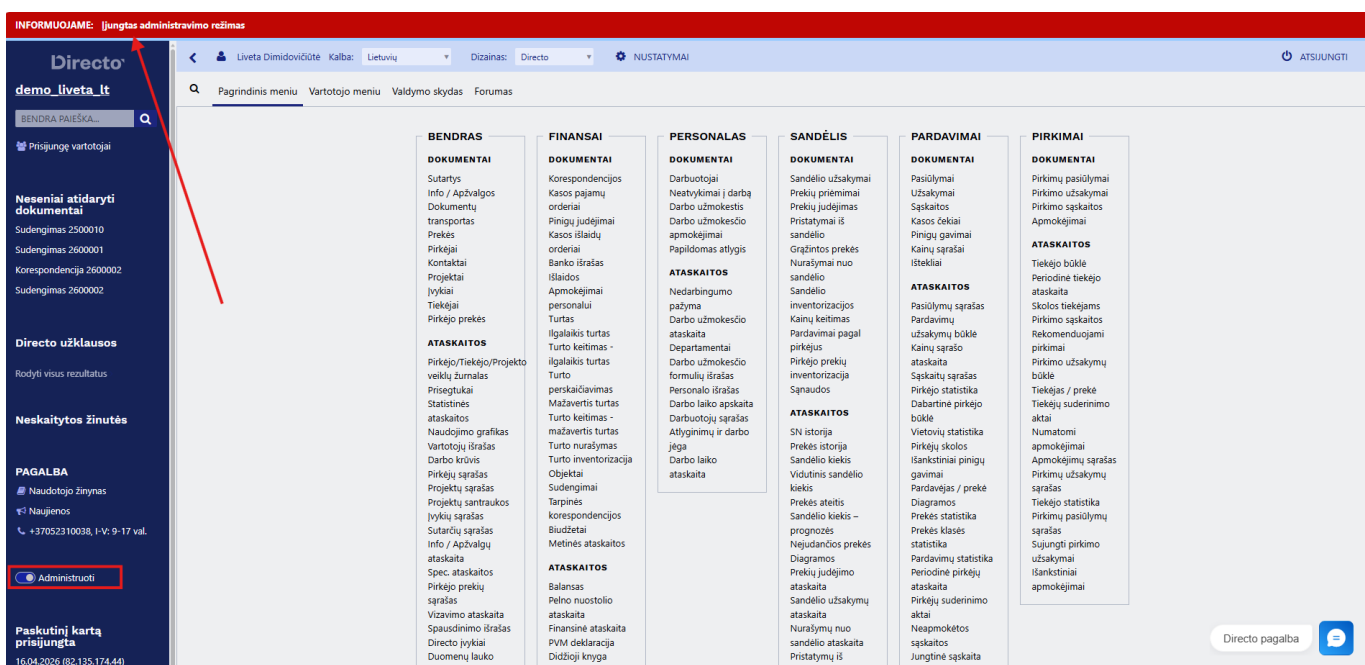 INFORMUOJAME: Įjungtas administravimo režimas
Directo
demo_liveta_lt
BENDRA PAIEŠKA...
Prisijungę vartotojai
Neseniai atidaryti
dokumentai
Sudengimas 2500010
Sudengimas 2600001
Korespondencija 2600002
Sudengimas 2600002
Directo užklausos
Rodyti visus rezultatus
Neskaitytos žinutės
PAGALBA
Naudotojo žinynas
Naujienos
+37052310038, I-V: 9-17 val.
Administruoti
Paskutinį kartą
prisijungta
16.04.2026 (82.135.174.44)
Liveta Dimidovičiūtė Kalba: Lietuvių Dizainas: Directo NUSTATYMAI ATSIJUNGTI
Pagrindinis meniu Vartotojo meniu Valdymo skydas Forumas
BENDRAS
DOKUMENTAI
Sutartys
Info / Apžvalgos
Dokumentų
transportas
Prekės
Pirkėjai
Kontaktai
Projektai
Įvykiai
Tiekėjai
Pirkėjo prekės
ATASKAITOS
Pirkėjo/Tiekėjo/Projekto
veiklų žurnalas
Prisegtukai
Statistinės
ataskaitos
Naudojimo grafikas
Vartotojų išrašas
Darbo krūvis
Pirkėjų sąrašas
Projektų sąrašas
Projektų santraukos
Įvykių sąrašas
Sutarčių sąrašas
Info / Apžvalgų
ataskaita
Spec. ataskaitos
Pirkėjo prekių
sąrašas
Vizavimo ataskaita
Spausdinimo išrašas
Directo įvykiai
Duomenų lauko
FINANSAI
DOKUMENTAI
Korespondencijos
Kasos pajamų
orderiai
Pinigų judėjimai
Kasos išlaidų
orderiai
Banko išrašas
Išlaidos
Apmokėjimai
personalui
Turtas
Ilgalaikis turtas
Turto keitimas -
ilgalaikis turtas
Turto
perskaičiavimas
Mažavertis turtas
Turto keitimas -
mažavertis turtas
Turto nurašymas
Turto inventorizacija
Objektai
Sudengimai
Tarpinės
korespondencijos
Biudžetai
Metinės ataskaitos
ATASKAITOS
Balansas
Pelno nuostolio
ataskaita
Finansinė ataskaita
PVM deklaracija
Didžioji knyga
PERSONALAS
DOKUMENTAI
Darbuotojai
Neatvykimai į darbą
Darbo užmokestis
Darbo užmokesčio
apmokėjimai
Papildomas atlygis
ATASKAITOS
Nedarbingumo
pažyma
Darbo užmokesčio
ataskaita
Departamentai
Darbo užmokesčio
formulių išrašas
Personalo išrašas
Darbo laiko apskaita
Darbuotojų sąrašas
Atlyginimų ir darbo
jėga
Darbo laiko
ataskaita
SANDĖLIS
DOKUMENTAI
Sandėlio užsakymai
Prekių priėmimai
Prekių judėjimas
Pristatymai iš
sandėlio
Grąžintos prekės
Nurašymai nuo
sandėlio
Sandėlio
inventorizacijos
Kainų keitimas
Pardavimai pagal
pirkėjus
Pirkėjo prekių
inventorizacija
Sąnaudos
ATASKAITOS
SN istorija
Prekės istorija
Sandėlio kiekis
Vidutinis sandėlio
kiekis
Prekės ateitis
Sandėlio kiekis –
prognozės
Nejudančios prekės
Diagramos
Prekių judėjimo
ataskaita
Sandėlio užsakymų
ataskaita
Nurašymų nuo
sandėlio ataskaita
Pristatymų iš
PARDAVIMAI
DOKUMENTAI
Pasiūlymai
Užsakymai
Sąskaitos
Kasos čekiai
Pinigų gavimai
Kainų sąrašai
Ištekliai
ATASKAITOS
Pasiūlymų sąrašas
Pardavimų
užsakymų būklė
Kainų sąrašo
ataskaita
Sąskaitų sąrašas
Pirkėjo statistika
Dabartinė pirkėjo
būklė
Vietovių statistika
Pirkėjų skolos
Išankstiniai pinigų
gavimai
Pardavėjas / prekė
Diagramos
Prekės statistika
Prekės klasės
statistika
Pardavimų statistika
Periodinė pirkėjų
ataskaita
Pirkėjų suderinimo
aktai
Neapmokėtos
sąskaitos
Jungtinė sąskaita
PIRKIMAI
DOKUMENTAI
Pirkimų pasiūlymai
Pirkimo užsakymai
Pirkimo sąskaitos
Apmokėjimai
ATASKAITOS
Tiekėjo būklė
Periodinė tiekėjo
ataskaita
Skolos tiekėjams
Pirkimo sąskaitos
Rekomenduojami
pirkimai
Pirkimo užsakymų
būklė
Tiekėjas / prekė
Tiekėjų suderinimo
aktai
Numatomi
apmokėjimai
Apmokėjimų sąrašas
Pirkimų užsakymų
sąrašas
Tiekėjo statistika
Pirkimų pasiūlymų
sąrašas
Sujungti pirkimo
užsakymai
Išankstiniai
apmokėjimai
Directo pagalba